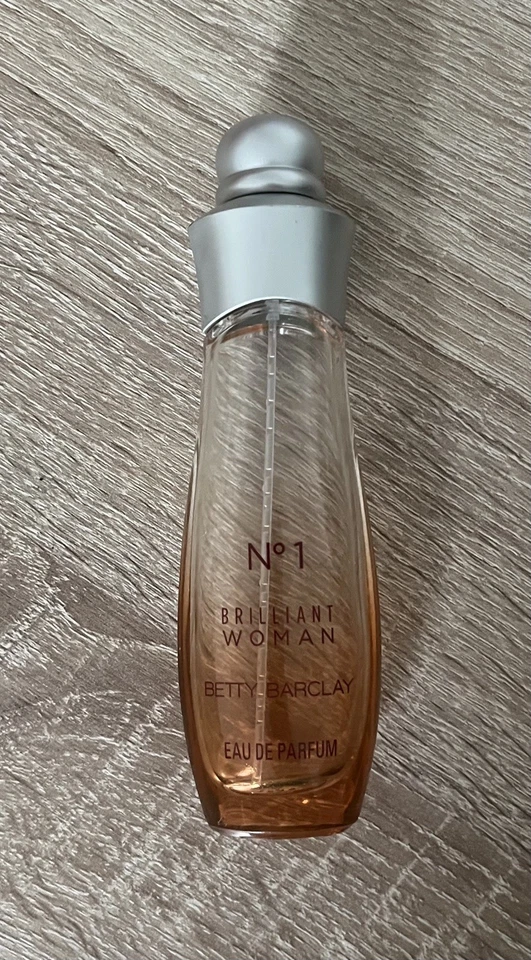 N° 1
BRILLIANT
WOMAN
BETTY BARCLAY
EAU DE PARFUM